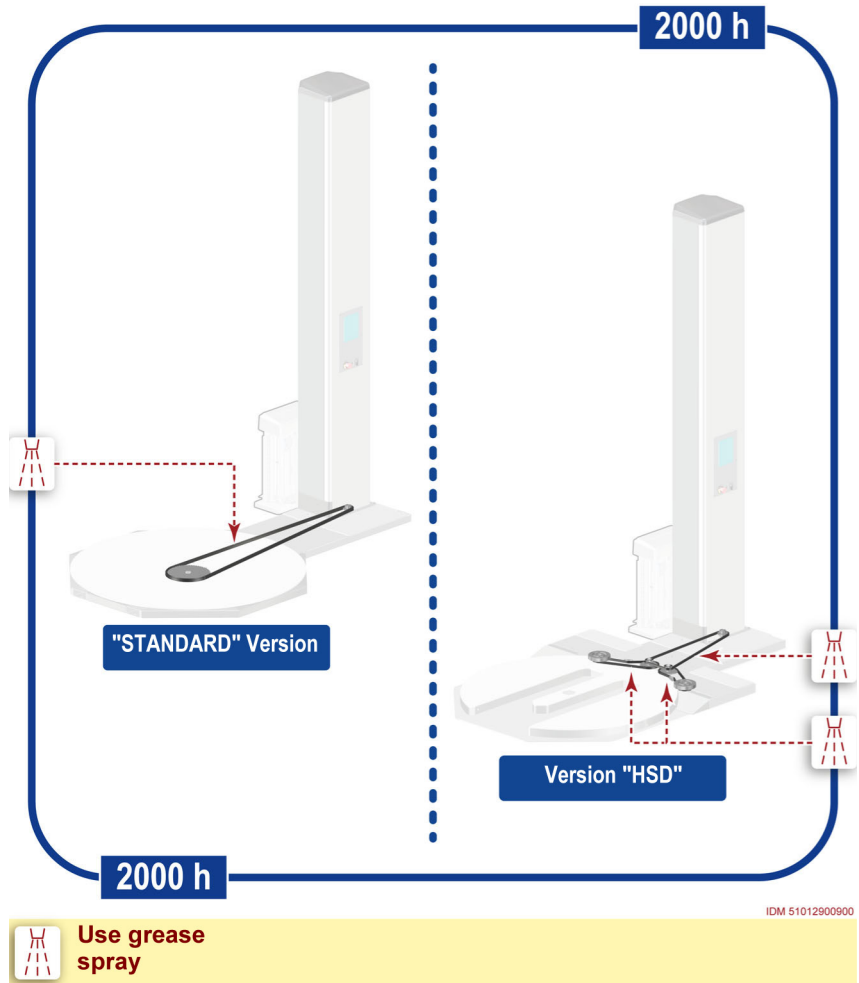 2000 h
"STANDARD" Version
Version "HSD"
2000 h
IDM 51012900900
Use grease
spray